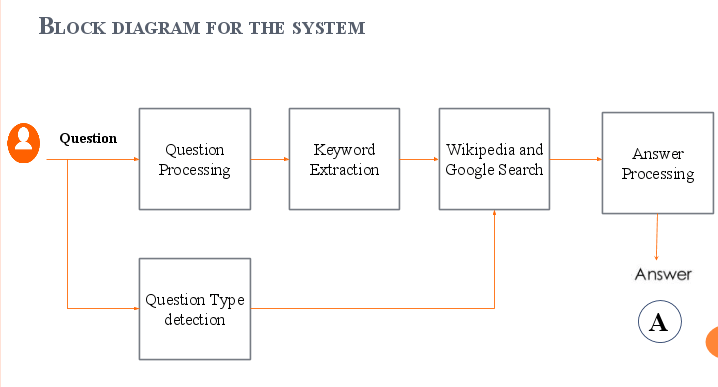 BLOCK DIAGRAM FOR THE SYSTEM
Question
Question
Processing
Keyword
Extraction
Wikipedia and
Google Search
Answer
Processing
Question Type
detection
Answer
A